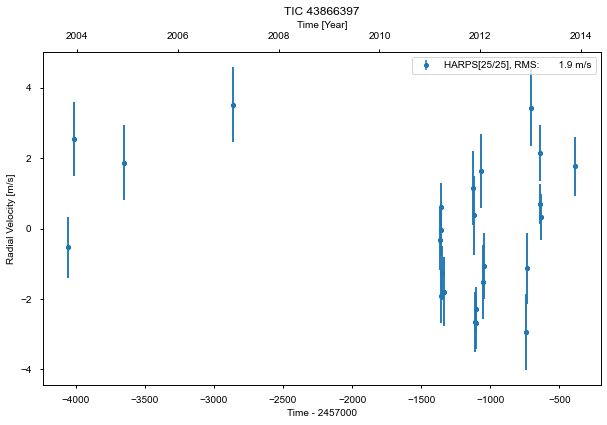 TIC 43866397
Time [Year]
2004 2006 2008 2010 2012 2014
HARPS[25/25], RMS: 1.9 m/s
Radial Velocity [m/s]
4
2
0
−2
−4
−4000 −3500 −3000 −2500 −2000 −1500 −1000 −500
Time - 2457000